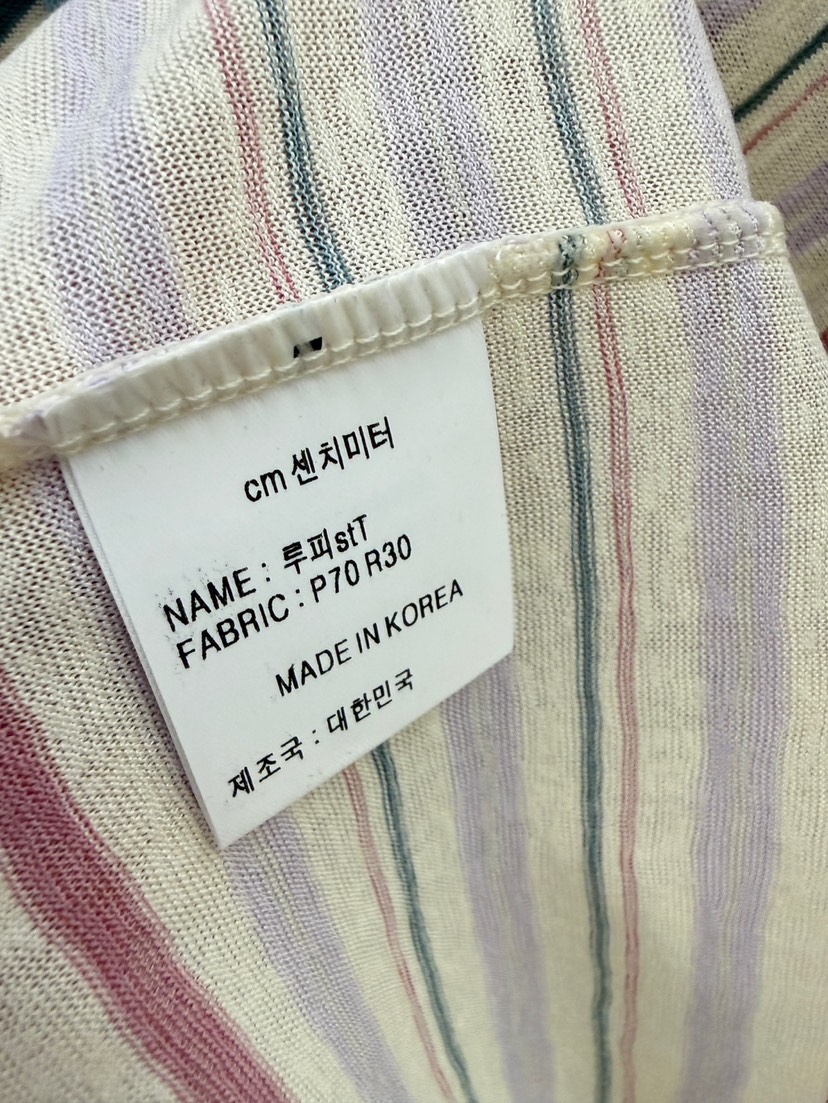 cm 센치미터
NAME : 루피stT
FABRIC : P70 R30
MADE IN KOREA
제조국 : 대한민국